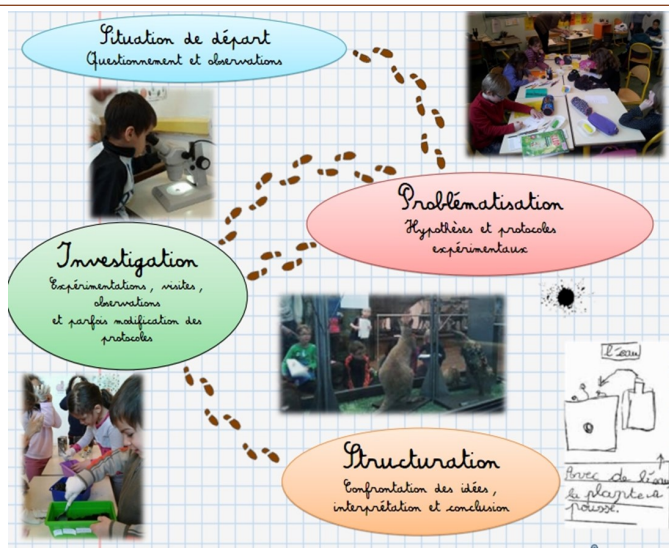 Situation de départ
Questionnement et observations
Problématisation
Hypothèses et protocoles
expérimentaux
Investigation
Expérimentations, visites,
observations
et parfois modification des
protocoles
Structuration
Confrontation des idées,
interprétation et conclusion
l'eau
Avec de l'eau
la plante a
poussé.